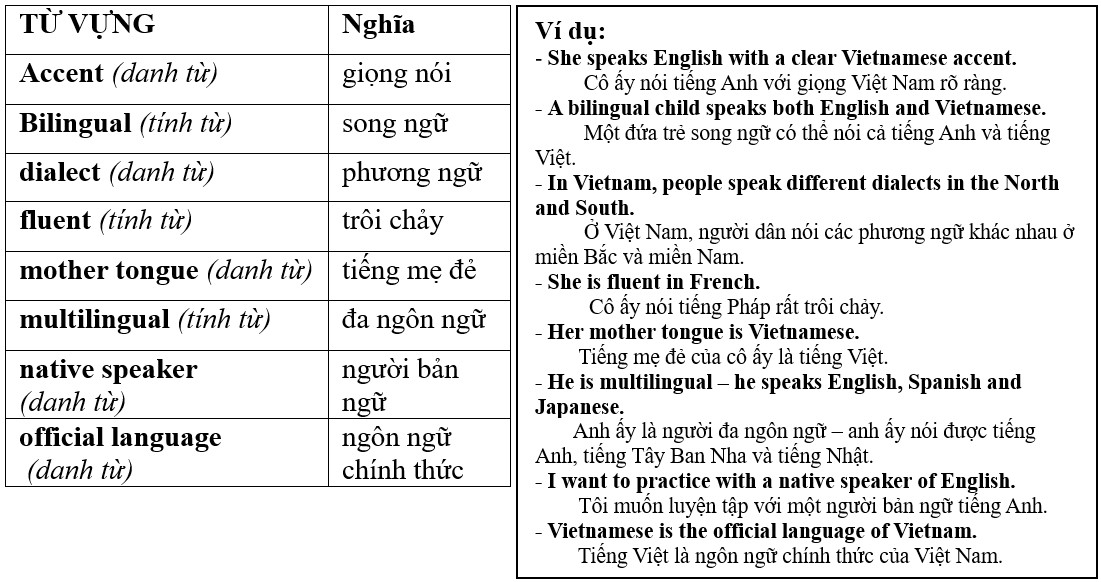 TỪ VỰNG Nghĩa
Accent (danh từ) giọng nói
Bilingual (tính từ) song ngữ
dialect (danh từ) phương ngữ
fluent (tính từ) trôi chảy
mother tongue (danh từ) tiếng mẹ đẻ
multilingual (tính từ) đa ngôn ngữ
native speaker người bản
(danh từ) ngữ
official language ngôn ngữ
(danh từ) chính thức
Ví dụ:
- She speaks English with a clear Vietnamese accent.
Cô ấy nói tiếng Anh với giọng Việt Nam rõ ràng.
- A bilingual child speaks both English and Vietnamese.
Một đứa trẻ song ngữ có thể nói cả tiếng Anh và tiếng
Việt.
- In Vietnam, people speak different dialects in the North
and South.
Ở Việt Nam, người dân nói các phương ngữ khác nhau ở
miền Bắc và miền Nam.
- She is fluent in French.
Cô ấy nói tiếng Pháp rất trôi chảy.
- Her mother tongue is Vietnamese.
Tiếng mẹ đẻ của cô ấy là tiếng Việt.
- He is multilingual – he speaks English, Spanish and
Japanese.
Anh ấy là người đa ngôn ngữ – anh ấy nói được tiếng
Anh, tiếng Tây Ban Nha và tiếng Nhật.
- I want to practice with a native speaker of English.
Tôi muốn luyện tập với một người bản ngữ tiếng Anh.
- Vietnamese is the official language of Vietnam.
Tiếng Việt là ngôn ngữ chính thức của Việt Nam.